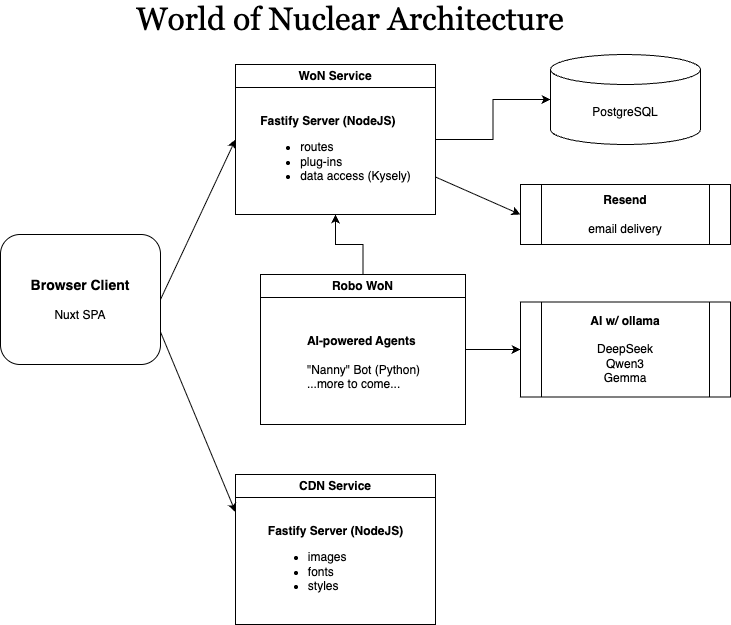 World of Nuclear Architecture
WoN Service
Fastify Server (NodeJS)
• routes
• plug-ins
• data access (Kysely)
PostgreSQL
Resend
email delivery
Browser Client
Nuxt SPA
Robo WoN
AI-powered Agents
"Nanny" Bot (Python)
...more to come...
AI w/ ollama
DeepSeek
Qwen3
Gemma
CDN Service
Fastify Server (NodeJS)
• images
• fonts
• styles